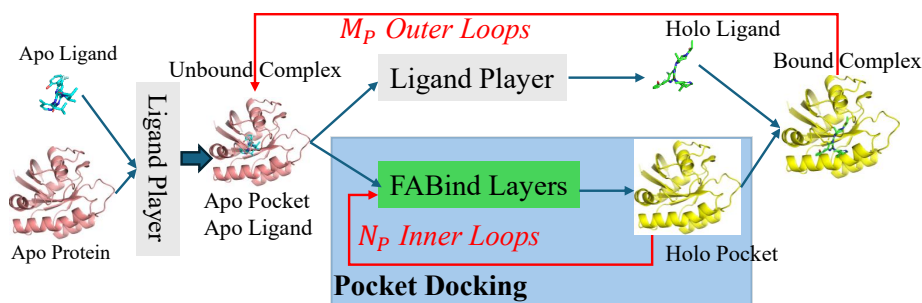 Apo Ligand
Apo Protein
Ligand Player
Unbound Complex
Apo Pocket
Apo Ligand
M_P Outer Loops
Ligand Player
Holo Ligand
FABind Layers
N_P Inner Loops
Holo Pocket
Pocket Docking
Bound Complex